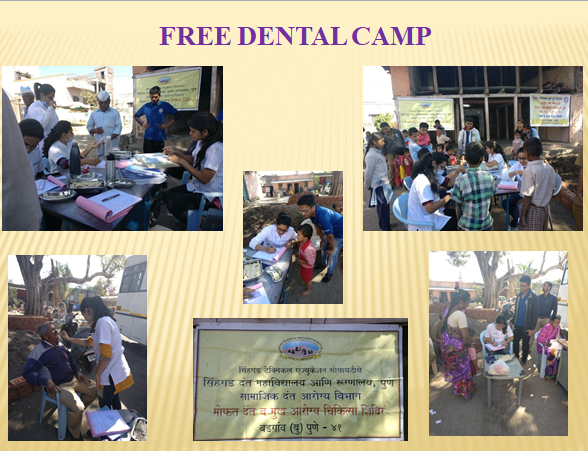 FREE DENTAL CAMP
सिंहगड टेक्निकल एज्युकेशन सोसायटीचे
सिंहगड दंत महाविद्यालय आणि रूग्णालय, पुणे
सामाजिक दंत आरोग्य विभाग
मोफत दंत व मुख आरोग्य चिकित्सा शिबिर
वडगाव (बु) पुणे - ४१